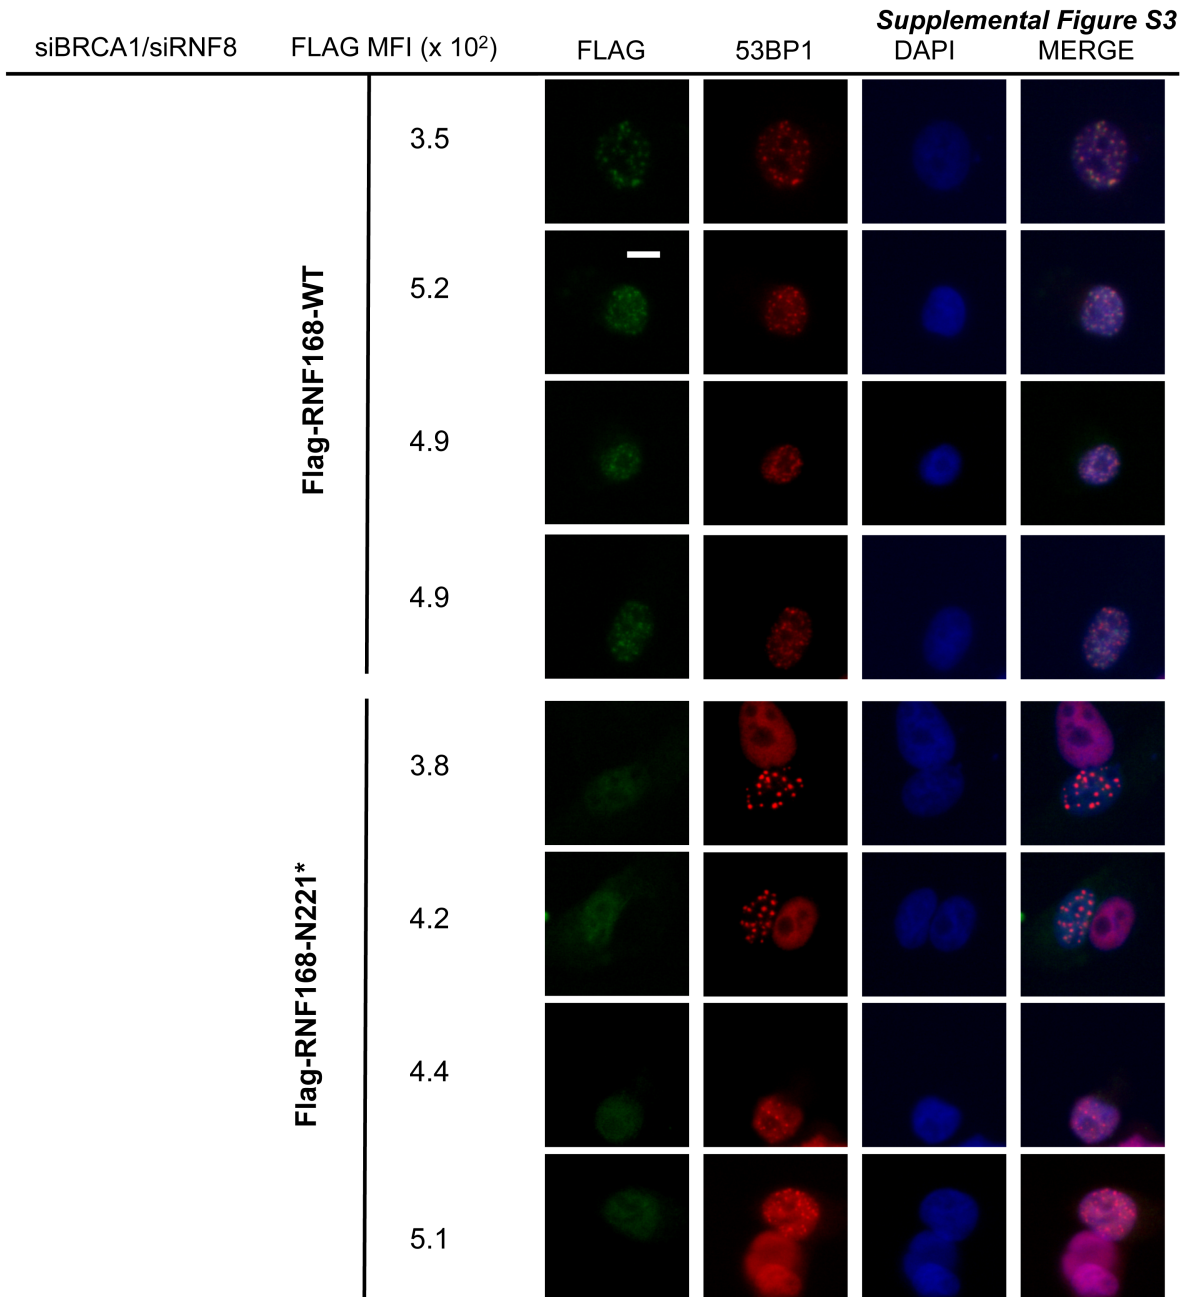 Supplemental Figure S3
siBRCA1/siRNF8 FLAG MFI (x 10²) FLAG 53BP1 DAPI MERGE
Flag-RNF168-WT
3.5
5.2
4.9
4.9
Flag-RNF168-N221*
3.8
4.2
4.4
5.1